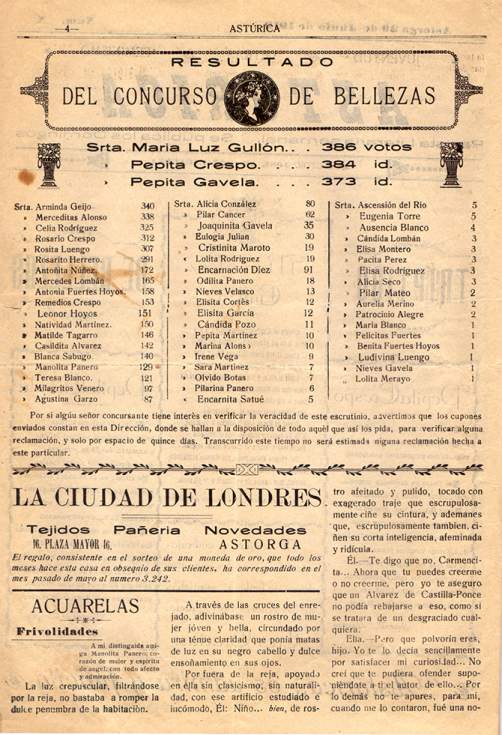 —4—
ASTÚRICA
RESULTADO
DEL CONCURSO DE BELLEZAS
Srta. Maria Luz Gullón. . . 386 votos
» Pepita Crespo. . . . 384 id.
» Pepita Gavela. . . . 373 id.
Srta. Arminda Geijo 340
» Merceditas Alonso 338
» Celia Rodríguez 325
» Rosario Crespo 312
» Rosita Luengo 307
» Rosarito Herrero. 291
» Antoñita Núñez. 172
» Mercedes Lombán 165
» Antonia Fuertes Hoyos. 158
» Remedios Crespo 153
» Leonor Hoyos 151
» Natividad Martínez. 150
» Matilde Tagarro 146
» Casildita Alvarez 142
» Blanca Sabugo. 140
» Manolita Panero 129
» Teresa Blanco. 121
» Milagritos Venero 97
» Agustina Garzo 87
Srta. Alicia González 80
» Pilar Cancer 62
» Joaquinita Gavela 35
» Eulogia Julian 30
» Cristinita Maroto 19
» Lolita Rodríguez 19
» Encarnación Diez 91
» Odilita Panero 18
» Nieves Velasco 13
» Elisita Cortés 12
» Elisita García 12
» Cándida Pozo 11
» Pepita Martínez 10
» Marina Alonso 10
» Irene Vega 9
» Sara Martínez 7
» Olvido Botas 7
» Pilarina Panero 6
» Encarnita Satué 5
Srta. Ascensión del Rio 5
» Eugenia Torre 5
» Ausencia Blanco 4
» Cándida Lombán 3
» Elisa Montero 3
» Pacita Perez 3
» Elisa Rodríguez 3
» Alicia Seco 3
» Pilar Mateo 2
» Aurelia Merino 2
» Patrocinio Alegre 2
» Maria Blanco 1
» Felicitas Fuertes 1
» Benita Fuertes Hoyos 1
» Ludivina Luengo 1
» Nieves Gavela 1
» Lolita Merayo 1
Por si algún señor concursante tiene interés en verificar la veracidad de este escrutinio, advertimos que los cupones
enviados constan en esta Dirección, donde se hallan a la disposición de todo aquèl que así los pida, para verificar alguna
reclamación, y solo por espacio de quince días. Transcurrido este tiempo no será estimada niguna reclamación hecha a
este particular.
LA CIUDAD DE LONDRES.
Tejidos Pañeria Novedades
16, PLAZA MAYOR 16, ASTORGA
El regalo, consistente en el sorteo de una moneda de oro, que todo los
meses hace esta casa en obsequio de sus clientes, ha correspondido en el
mes pasado de mayo al numero 3.242.
ACUARELAS
Frivolidades
A mi distinguida ami-
ga Manolita Panero; co-
razón de mujer y espíritu
de angel; con todo afecto
y admiración.
La luz crepuscular, filtrándose
por la reja, no bastaba a romper la
dulce penumbra de la habitación.
A través de las cruces del enre-
jado, adivinábase un rostro de mu-
jer jóven y bella, circundado por
una ténue claridad que ponía matas
de luz en su negro cabello y dulce
ensoñamiento en sus ojos.
Por fuera de la reja, apoyado
en élla sin clasicismo, sin naturali-
dad, con ese artificio estudiado e
incómodo, Él: Niño... bien, de ros-
tro afeitado y pulido, tocado con
exagerado traje que escrupulosa-
mente ciñe su cintura, y ademanes
que, escrùpulosamente tambien, ci-
ñen su corta inteligencia, afeminada
y ridícula.
Él.—Te digo que no, Carmenci-
ta... Ahora que tu puedes creerme
o no creerme, pero yo te aseguro
que un Alvarez de Castilla-Ponce
no podía rebajarse a eso, como si
se tratara de un desgraciado cual-
quiera.
Ella.—Pero que polvorín eres,
hijo. Yo te lo decía sencillamente
por satisfacer mi curiosidad... No
creí que te pudiera ofender supo-
niéndote a ti el autor de ello... Por
lo demás no te apures, para mí,
cuando me lo contaron, fué una no-